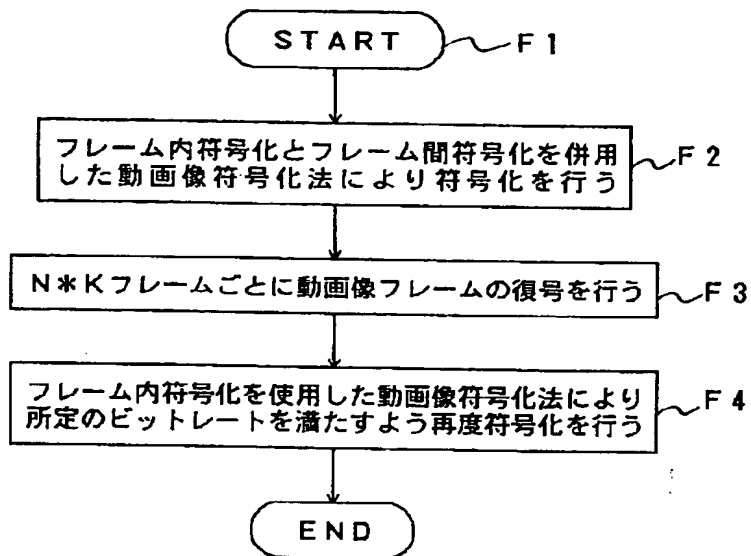 START
F1
フレーム内符号化とフレーム間符号化を併用
した動画像符号化法により符号化を行う
F2
N*Kフレームごとに動画像フレームの復号を行う
F3
フレーム内符号化を使用した動画像符号化法により
所定のビットレートを満たすよう再度符号化を行う
F4
END